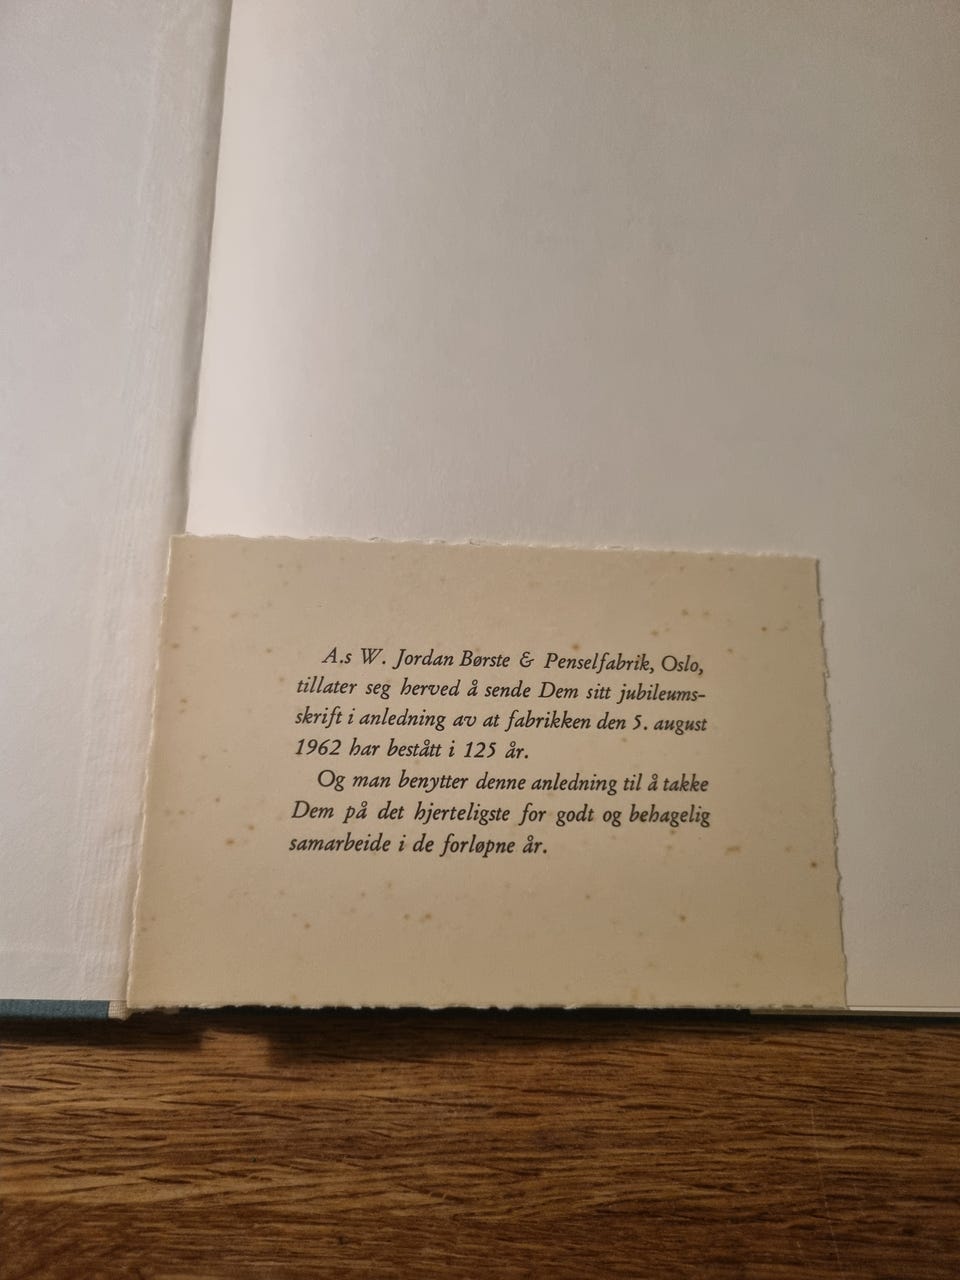 A.s W. Jordan Børste & Penselfabrik, Oslo,
tillater seg herved å sende Dem sitt jubileums-
skrift i anledning av at fabrikken den 5. august
1962 har bestått i 125 år.
Og man benytter denne anledning til å takke
Dem på det hjerteligste for godt og behagelig
samarbeide i de forløpne år.